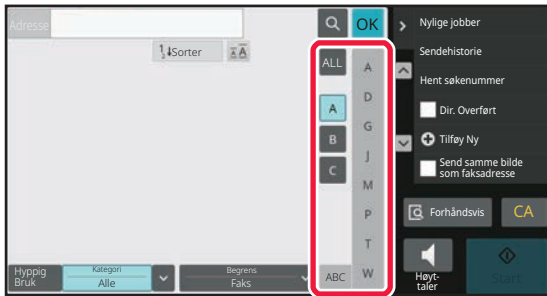 Adresse
OK
Nylige jobber
Sorter
AA
Sendehistorie
ALL
A
Hent søkenummer
A
D
Dir. Overført
B
G
Tilføy Ny
C
J
Send samme bilde
som faksadresse
M
P
Forhåndsvis
CA
T
Hyppig
Bruk
Kategori
Alle
Begrens
Faks
ABC
W
Høyt-
taler
Start